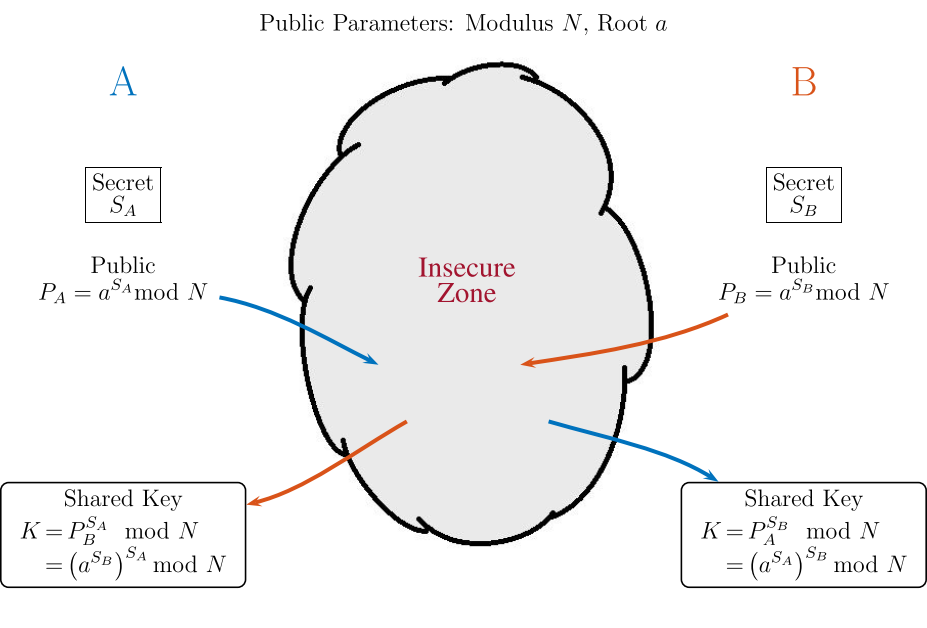 Public Parameters: Modulus N, Root a
A
B
Secret
S_A
Secret
S_B
Public
P_A = a^{S_A} mod N
Public
P_B = a^{S_B} mod N
Insecure
Zone
Shared Key
K = P_B^{S_A} mod N
= (a^{S_B})^{S_A} mod N
Shared Key
K = P_A^{S_B} mod N
= (a^{S_A})^{S_B} mod N